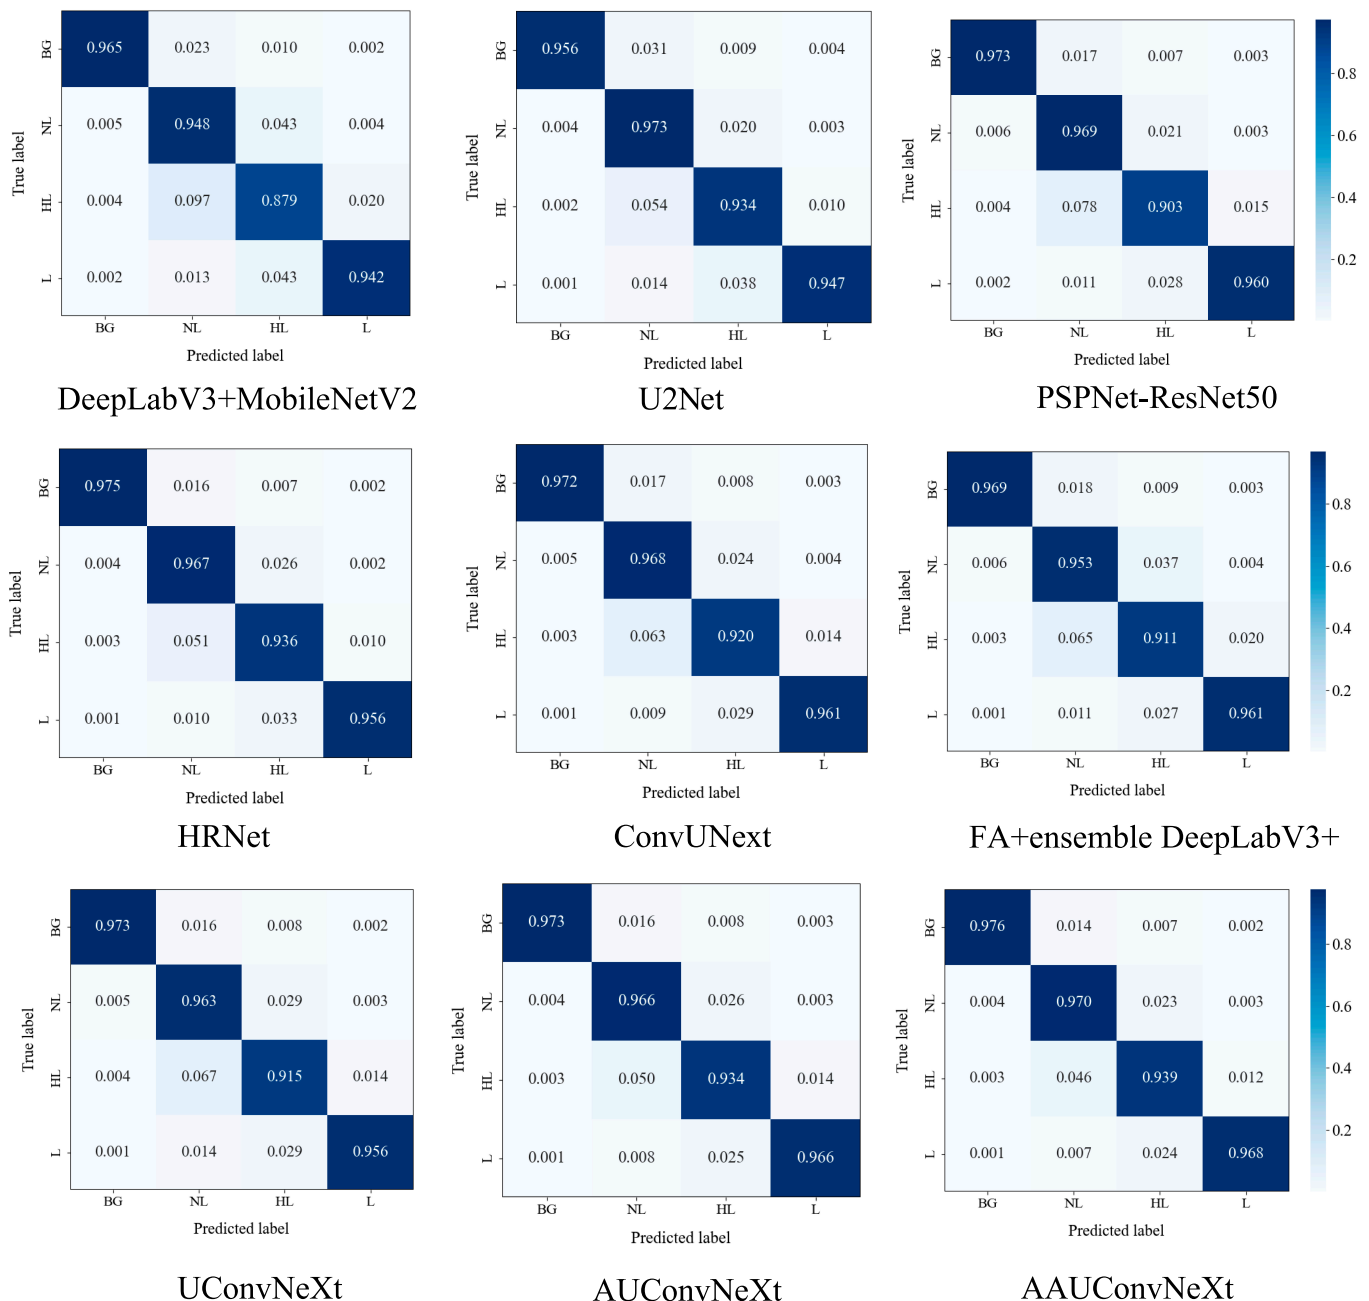 BG 0.965 0.023 0.010 0.002
NL 0.005 0.948 0.043 0.004
HL 0.004 0.097 0.879 0.020
L 0.002 0.013 0.043 0.942
True label
BG NL HL L
Predicted label
DeepLabV3+MobileNetV2
BG 0.956 0.031 0.009 0.004
NL 0.004 0.973 0.020 0.003
HL 0.002 0.054 0.934 0.010
L 0.001 0.014 0.038 0.947
True label
BG NL HL L
Predicted label
U2Net
BG 0.973 0.017 0.007 0.003
NL 0.006 0.969 0.021 0.003
HL 0.004 0.078 0.903 0.015
L 0.002 0.011 0.028 0.960
True label
BG NL HL L
Predicted label
0.8
0.6
0.4
0.2
PSPNet-ResNet50
BG 0.975 0.016 0.007 0.002
NL 0.004 0.967 0.026 0.002
HL 0.003 0.051 0.936 0.010
L 0.001 0.010 0.033 0.956
True label
BG NL HL L
Predicted label
HRNet
BG 0.972 0.017 0.008 0.003
NL 0.005 0.968 0.024 0.004
HL 0.003 0.063 0.920 0.014
L 0.001 0.009 0.029 0.961
True label
BG NL HL L
Predicted label
ConvUNext
BG 0.969 0.018 0.009 0.003
NL 0.006 0.953 0.037 0.004
HL 0.003 0.065 0.911 0.020
L 0.001 0.011 0.027 0.961
True label
BG NL HL L
Predicted label
0.8
0.6
0.4
0.2
FA+ensemble DeepLabV3+
BG 0.973 0.016 0.008 0.002
NL 0.005 0.963 0.029 0.003
HL 0.004 0.067 0.915 0.014
L 0.001 0.014 0.029 0.956
True label
BG NL HL L
Predicted label
UConvNeXt
BG 0.973 0.016 0.008 0.003
NL 0.004 0.966 0.026 0.003
HL 0.003 0.050 0.934 0.014
L 0.001 0.008 0.025 0.966
True label
BG NL HL L
Predicted label
AUConvNeXt
BG 0.976 0.014 0.007 0.002
NL 0.004 0.970 0.023 0.003
HL 0.003 0.046 0.939 0.012
L 0.001 0.007 0.024 0.968
True label
BG NL HL L
Predicted label
0.8
0.6
0.4
0.2
AAUConvNeXt